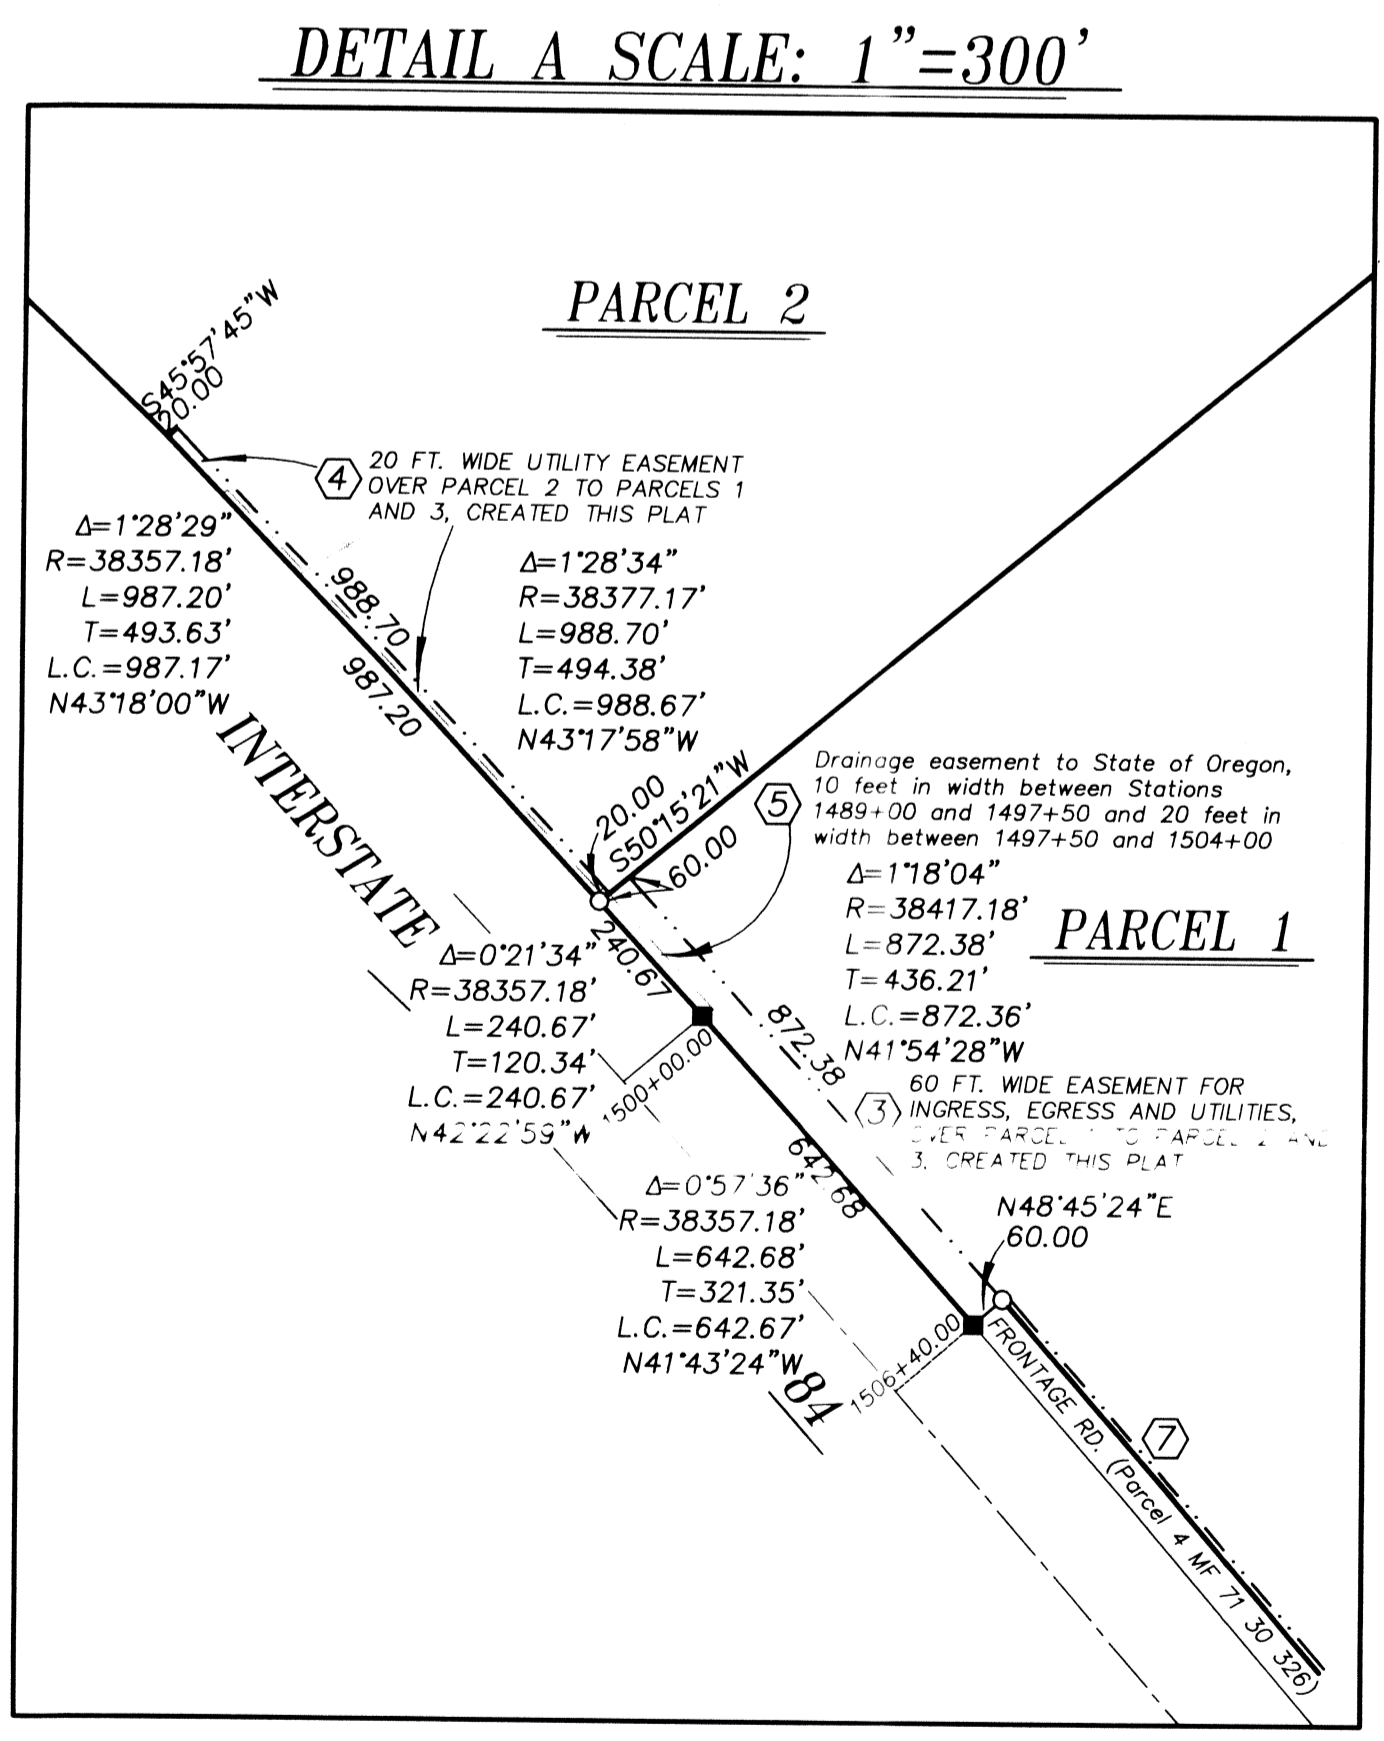 DETAIL A SCALE: 1"=300'
PARCEL 2
S45°57'45"W
20.00
4
20 FT. WIDE UTILITY EASEMENT
OVER PARCEL 2 TO PARCELS 1
AND 3, CREATED THIS PLAT
Δ=1°28'29"
R=38357.18'
L=987.20'
T=493.63'
L.C.=987.17'
N43°18'00"W
988.70
987.20
Δ=1°28'34"
R=38377.17'
L=988.70'
T=494.38'
L.C.=988.67'
N43°17'58"W
INTERSTATE
20.00
S50°15'21"W
60.00
5
Drainage easement to State of Oregon,
10 feet in width between Stations
1489+00 and 1497+50 and 20 feet in
width between 1497+50 and 1504+00
Δ=1°18'04"
R=38417.18'
L=872.38'
T=436.21'
L.C.=872.36'
N41°54'28"W
PARCEL 1
240.67
Δ=0°21'34"
R=38357.18'
L=240.67'
T=120.34'
L.C.=240.67'
N42°22'59"W
1500+00.00
872.38
3
60 FT. WIDE EASEMENT FOR
INGRESS, EGRESS AND UTILITIES,
OVER PARCEL 1 TO PARCEL 2 AND
3, CREATED THIS PLAT
642.68
Δ=0°57'36"
R=38357.18'
L=642.68'
T=321.35'
L.C.=642.67'
N41°43'24"W
N48°45'24"E
60.00
84
1506+40.00
FRONTAGE RD. (Parcel 4 MF 71 30 326)
7